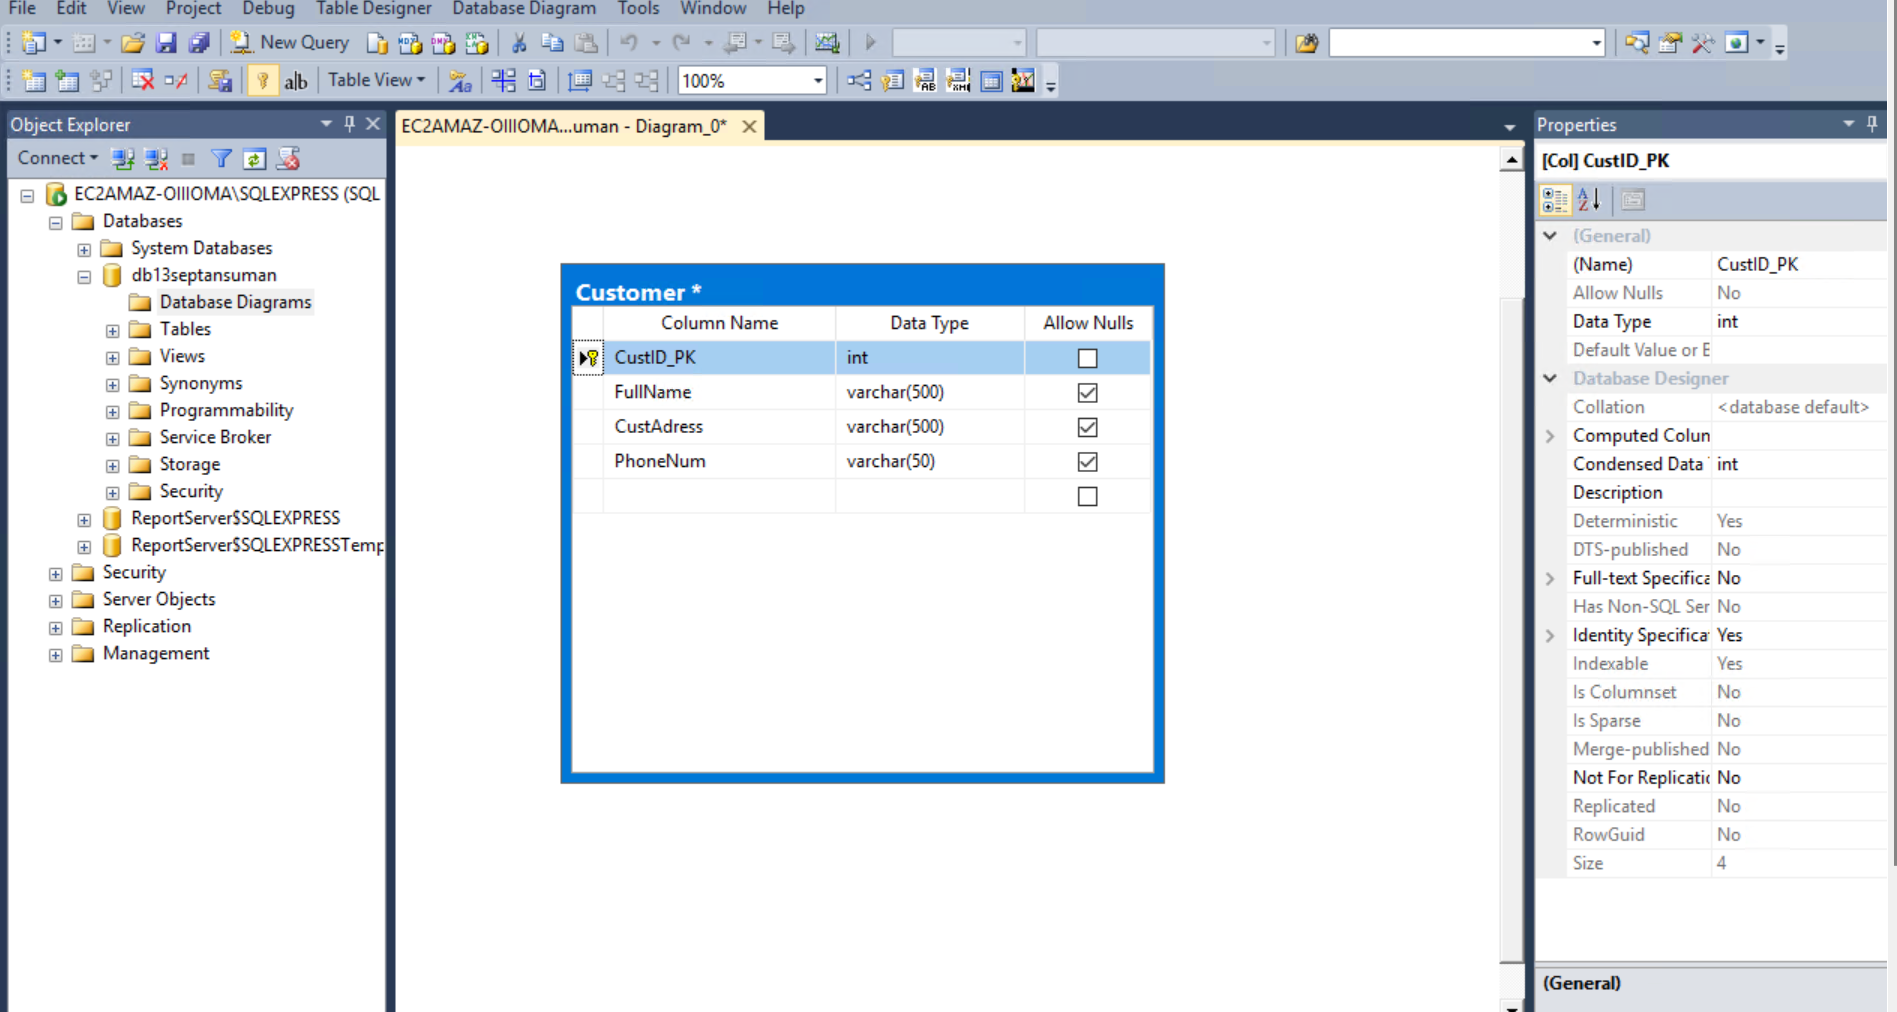 File Edit View Project Debug Table Designer Database Diagram Tools Window Help
New Query
a|b Table View 100%
Object Explorer
Connect
EC2AMAZ-OIIIOMA\SQLEXPRESS (SQL
Databases
System Databases
db13septansuman
Database Diagrams
Tables
Views
Synonyms
Programmability
Service Broker
Storage
Security
ReportServer$SQLEXPRESS
ReportServer$SQLEXPRESSTemp
Security
Server Objects
Replication
Management
EC2AMAZ-OIIIOMA...uman - Diagram_0*
Customer *
Column Name Data Type Allow Nulls
CustID_PK int
FullName varchar(500)
CustAdress varchar(500)
PhoneNum varchar(50)
Properties
[Col] CustID_PK
(General)
(Name) CustID_PK
Allow Nulls No
Data Type int
Default Value or B
Database Designer
Collation <database default>
Computed Colun
Condensed Data int
Description
Deterministic Yes
DTS-published No
Full-text Specifica No
Has Non-SQL Ser No
Identity Specifica Yes
Indexable Yes
Is Columnset No
Is Sparse No
Merge-published No
Not For Replicatio No
Replicated No
RowGuid No
Size 4
(General)